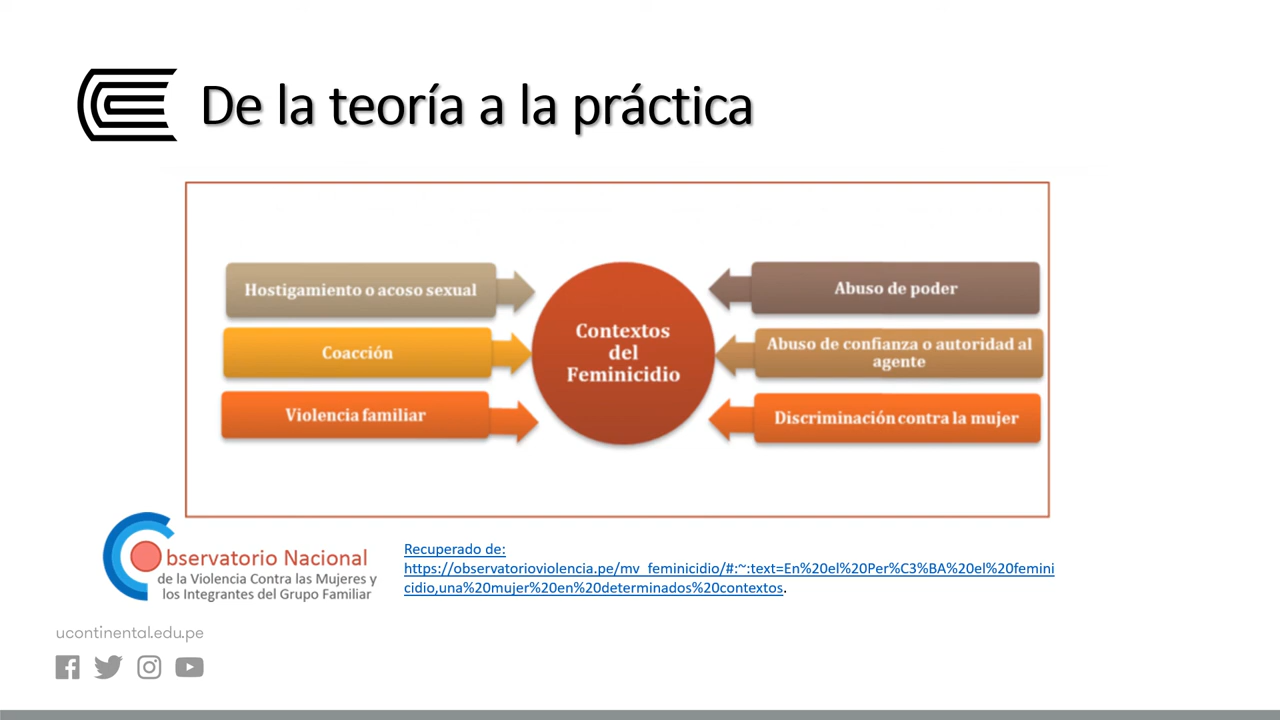 De la teoría a la práctica
Hostigamiento o acoso sexual
Coacción
Violencia familiar
Contextos
del
Feminicidio
Abuso de poder
Abuso de confianza o autoridad al
agente
Discriminación contra la mujer
Observatorio Nacional
de la Violencia Contra las Mujeres y
los Integrantes del Grupo Familiar
Recuperado de:
https://observatorioviolencia.pe/mv_feminicidio/#:~:text=En%20el%20Per%C3%BA%20el%20femini
cidio,una%20mujer%20en%20determinados%20contextos.
ucontinental.edu.pe